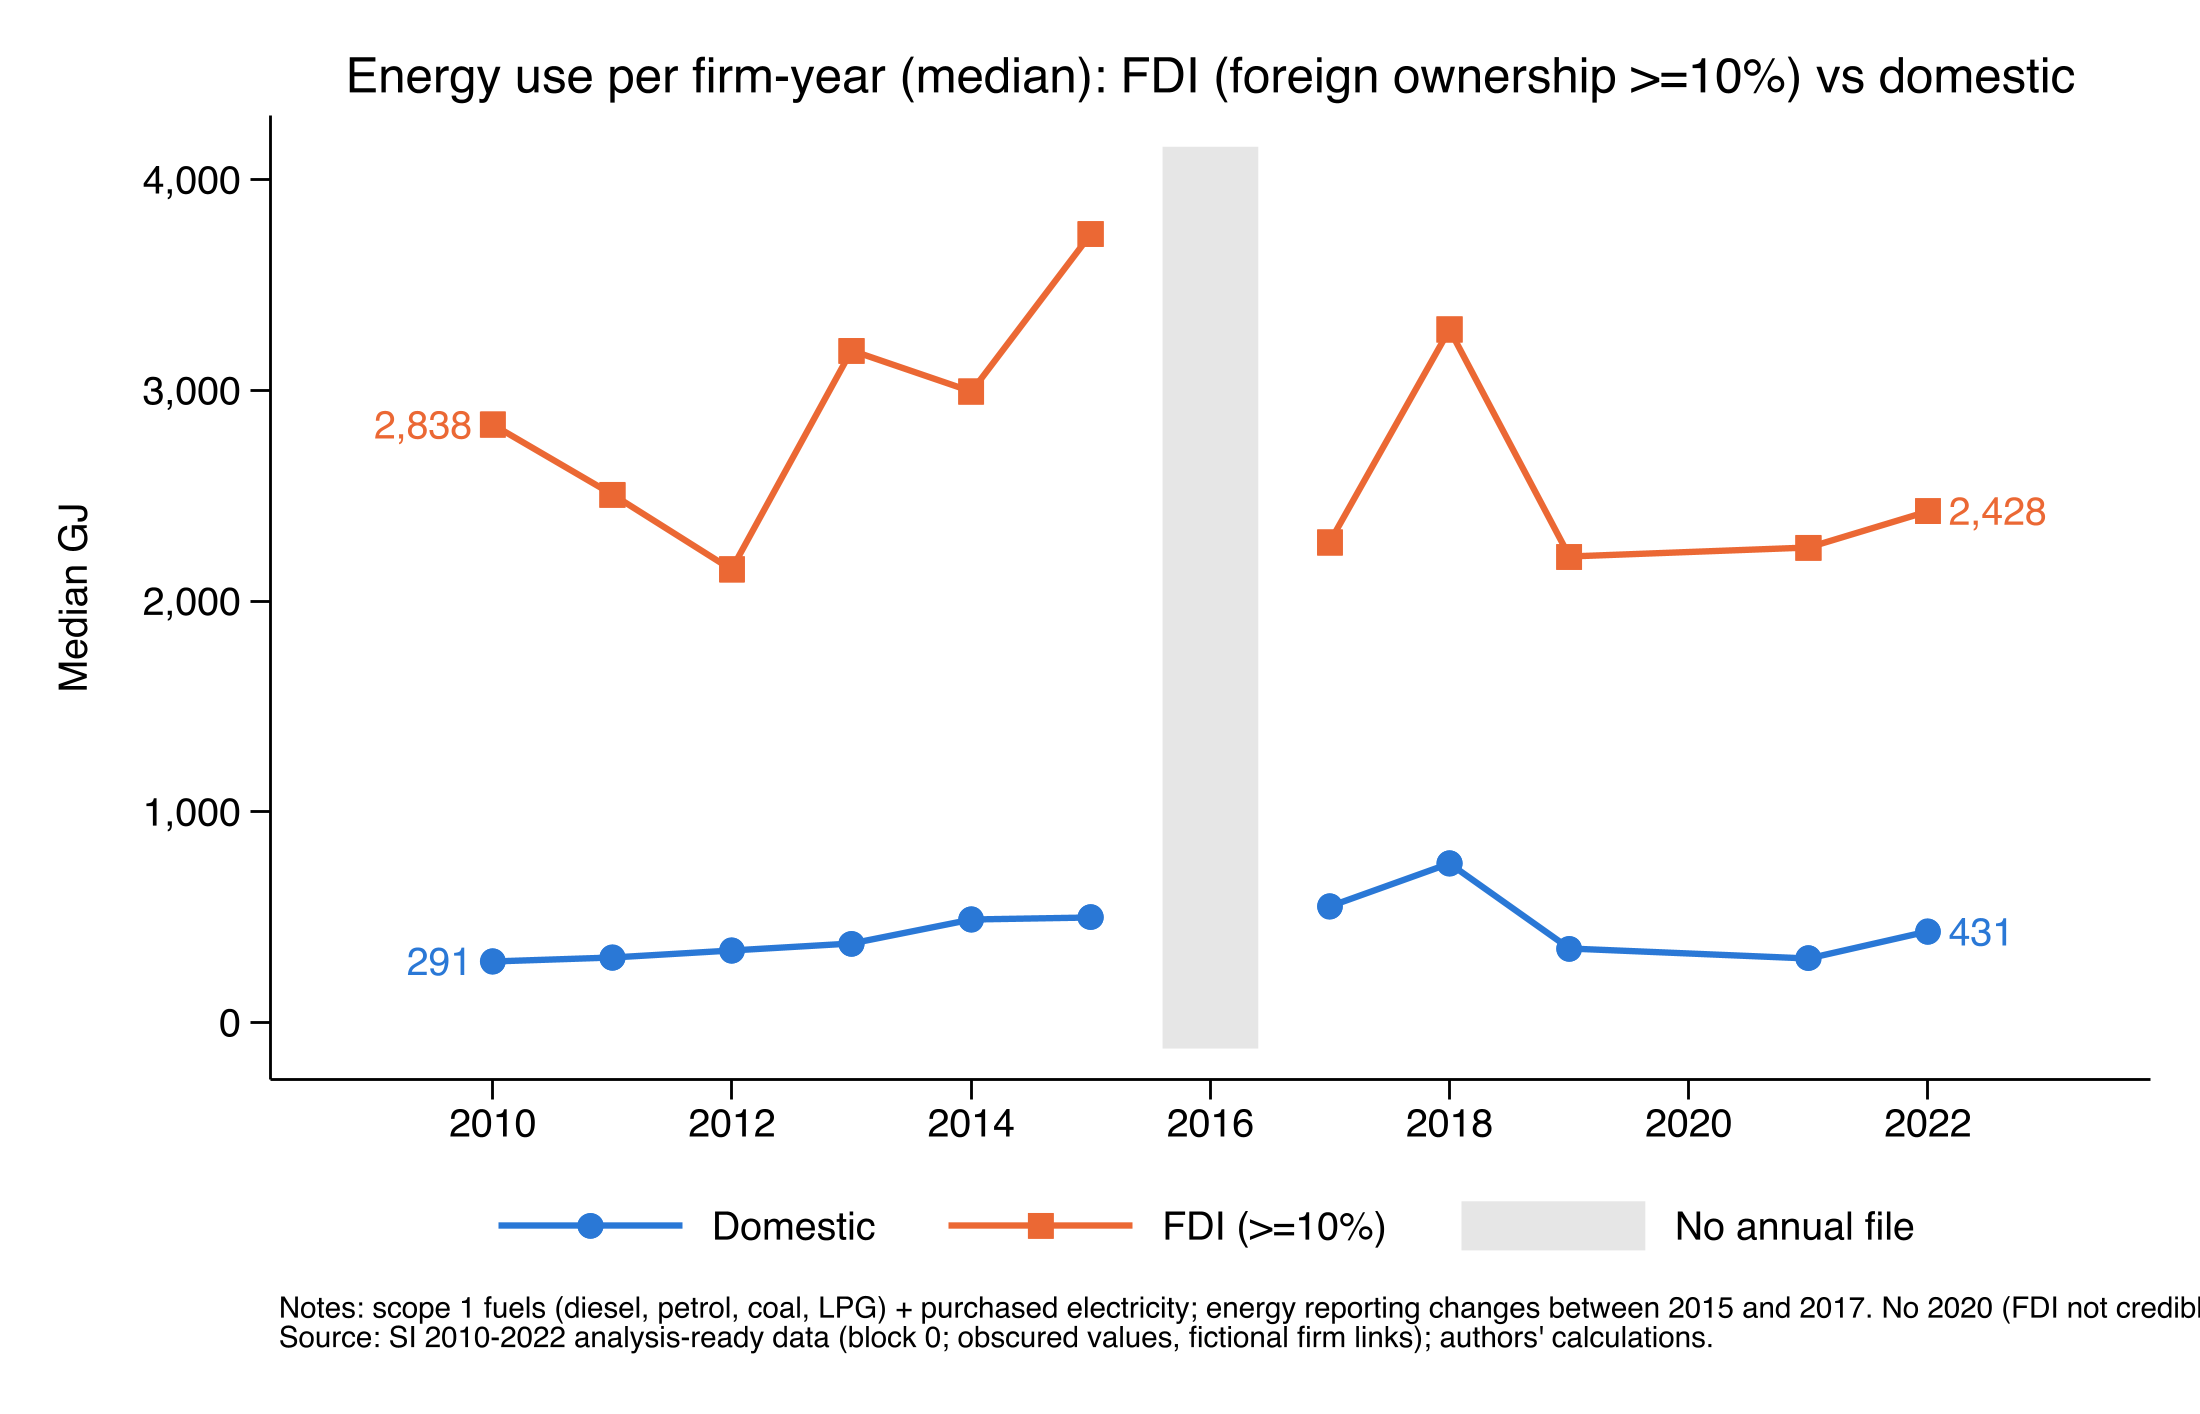 Energy use per firm-year (median): FDI (foreign ownership >=10%) vs domestic
Median GJ
4,000
3,000
2,000
1,000
0
2,838
2,428
291
431
2010
2012
2014
2016
2018
2020
2022
Domestic
FDI (>=10%)
No annual file
Notes: scope 1 fuels (diesel, petrol, coal, LPG) + purchased electricity; energy reporting changes between 2015 and 2017. No 2020 (FDI not
Source: SI 2010-2022 analysis-ready data (block 0; obscured values, fictional firm links); authors' calculations.